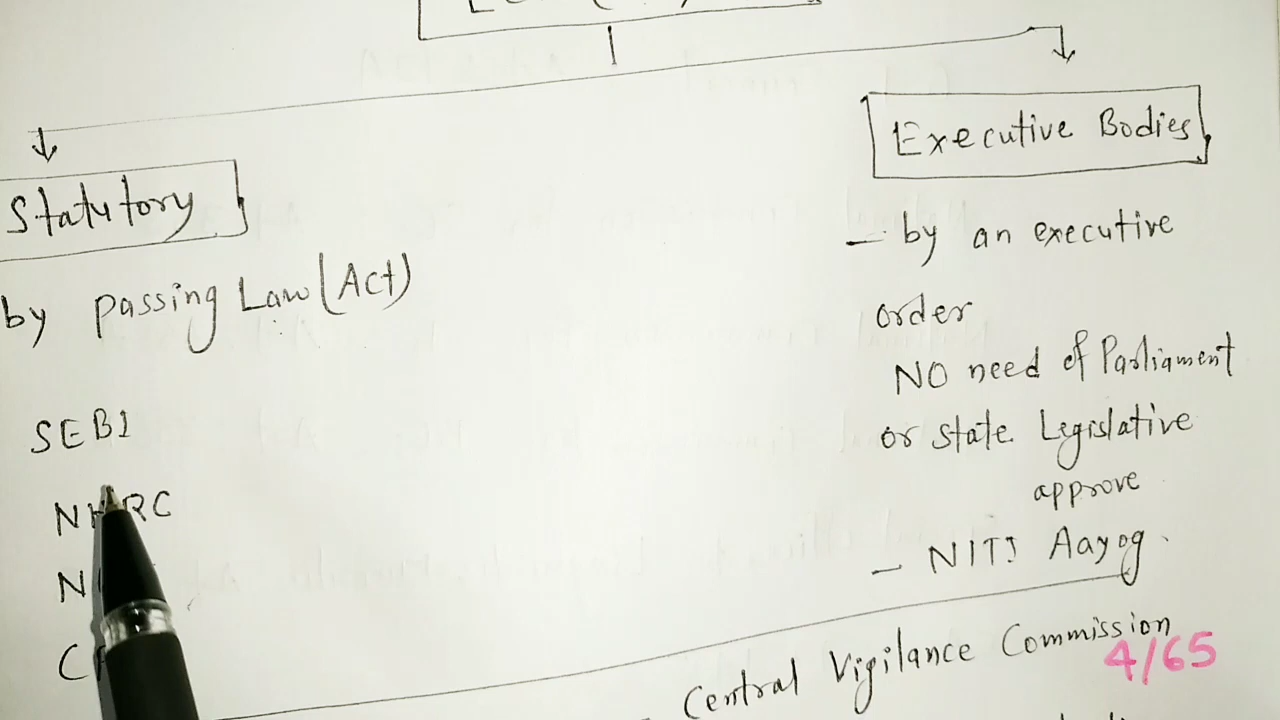 Executive Bodies
Statutory
by passing Law (Act)
SEBI
NHRC
— by an executive
order
NO need of Parliament
or state Legislative
approve
— NITI Aayog
Central Vigilance Commission
4/65